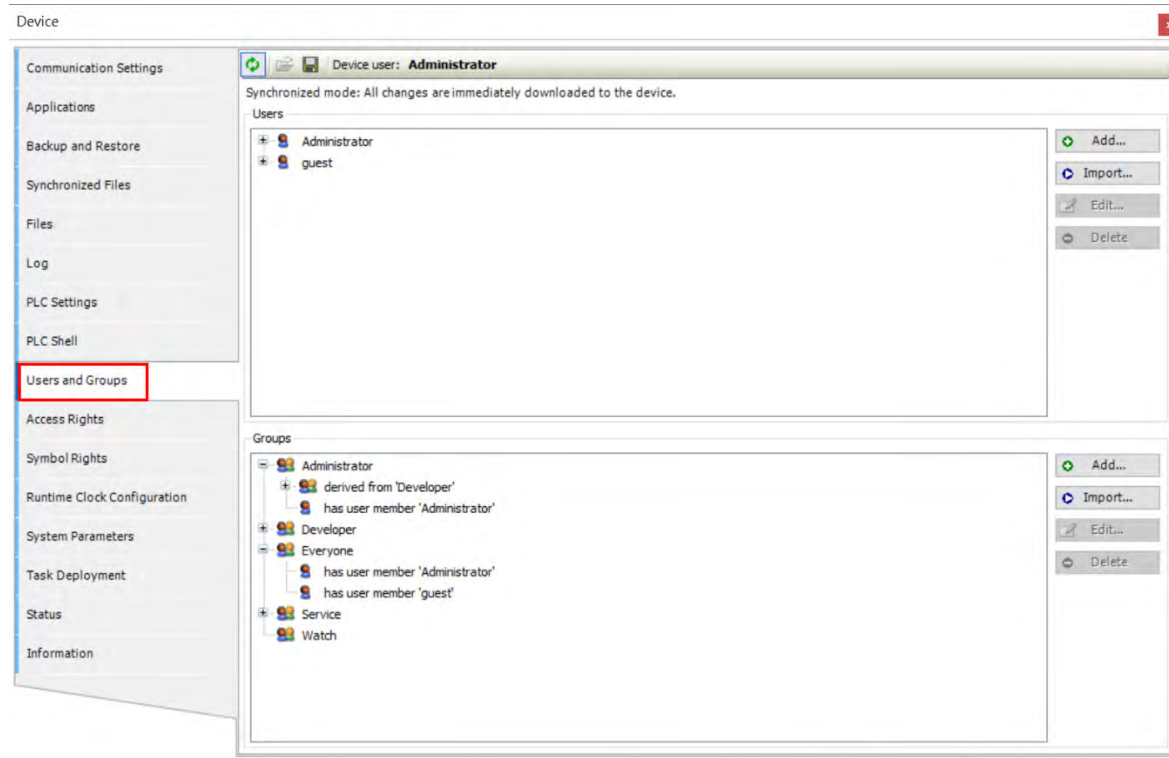 Device
Communication Settings
Applications
Backup and Restore
Synchronized Files
Files
Log
PLC Settings
PLC Shell
Users and Groups
Access Rights
Symbol Rights
Runtime Clock Configuration
System Parameters
Task Deployment
Status
Information
Device user: Administrator
Synchronized mode: All changes are immediately downloaded to the device.
Users
Administrator
guest
Add...
Import...
Edit...
Delete
Groups
Administrator
derived from 'Developer'
has user member 'Administrator'
Developer
Everyone
has user member 'Administrator'
has user member 'guest'
Service
Watch
Add...
Import...
Edit...
Delete